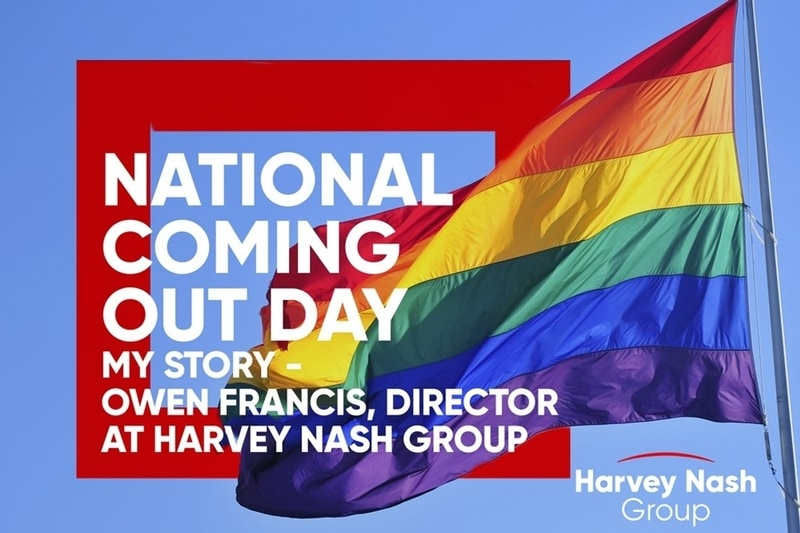 NATIONAL
COMING
OUT DAY
MY STORY -
OWEN FRANCIS, DIRECTOR
AT HARVEY NASH GROUP
Harvey Nash
Group